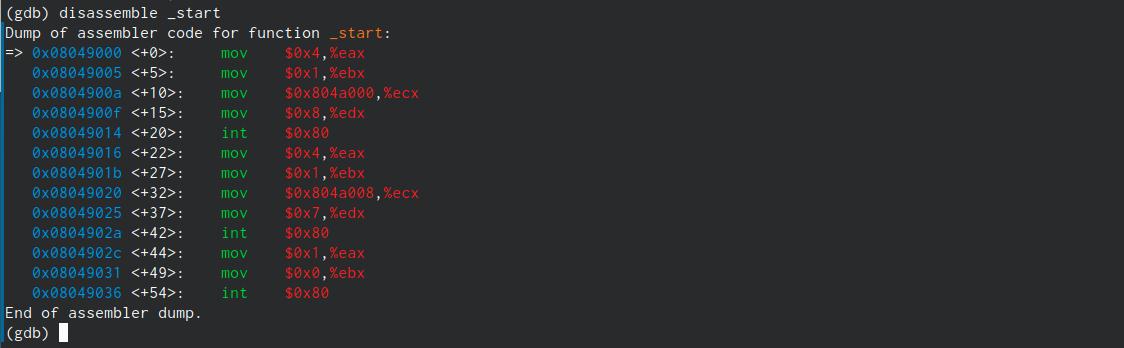 (gdb) disassemble _start
Dump of assembler code for function _start:
=> 0x08049000 <+0>:     mov    $0x4,%eax
   0x08049005 <+5>:     mov    $0x1,%ebx
   0x0804900a <+10>:    mov    $0x804a000,%ecx
   0x0804900f <+15>:    mov    $0x8,%edx
   0x08049014 <+20>:    int    $0x80
   0x08049016 <+22>:    mov    $0x4,%eax
   0x0804901b <+27>:    mov    $0x1,%ebx
   0x08049020 <+32>:    mov    $0x804a008,%ecx
   0x08049025 <+37>:    mov    $0x7,%edx
   0x0804902a <+42>:    int    $0x80
   0x0804902c <+44>:    mov    $0x1,%eax
   0x08049031 <+49>:    mov    $0x0,%ebx
   0x08049036 <+54>:    int    $0x80
End of assembler dump.
(gdb)